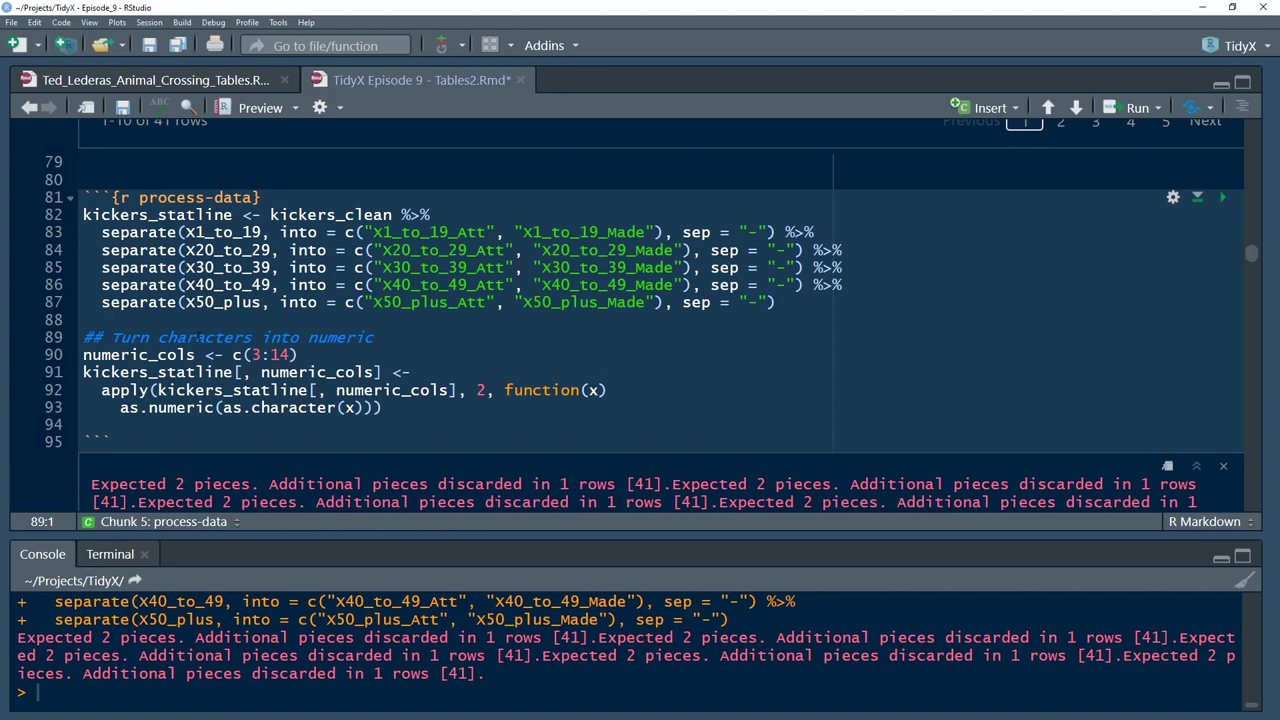 ~/Projects/TidyX - Episode_9 - RStudio
File Edit Code View Plots Session Build Debug Profile Tools Help
Go to file/function Addins TidyX
Ted_Lederas_Animal_Crossing_Tables.R... TidyX Episode 9 - Tables2.Rmd*
ABC Preview Insert Run
1-10 of 41 rows Previous 1 2 3 4 5 Next
79
80
81 ```{r process-data}
82 kickers_statline <- kickers_clean %>%
83 separate(x1_to_19, into = c("x1_to_19_Att", "x1_to_19_Made"), sep = "-") %>%
84 separate(x20_to_29, into = c("x20_to_29_Att", "x20_to_29_Made"), sep = "-") %>%
85 separate(x30_to_39, into = c("x30_to_39_Att", "x30_to_39_Made"), sep = "-") %>%
86 separate(x40_to_49, into = c("x40_to_49_Att", "x40_to_49_Made"), sep = "-") %>%
87 separate(x50_plus, into = c("x50_plus_Att", "x50_plus_Made"), sep = "-")
88
89 ## Turn characters into numeric
90 numeric_cols <- c(3:14)
91 kickers_statline[, numeric_cols] <-
92 apply(kickers_statline[, numeric_cols], 2, function(x)
93 as.numeric(as.character(x)))
94
95 ```
Expected 2 pieces. Additional pieces discarded in 1 rows [41].Expected 2 pieces. Additional pieces discarded in 1 rows
[41].Expected 2 pieces. Additional pieces discarded in 1 rows [41].Expected 2 pieces. Additional pieces discarded in 1
89:1 C Chunk 5: process-data R Markdown
Console Terminal
~/Projects/TidyX/
+ separate(x40_to_49, into = c("x40_to_49_Att", "x40_to_49_Made"), sep = "-") %>%
+ separate(x50_plus, into = c("x50_plus_Att", "x50_plus_Made"), sep = "-")
Expected 2 pieces. Additional pieces discarded in 1 rows [41].Expected 2 pieces. Additional pieces discarded in 1 rows [41].Expect
ed 2 pieces. Additional pieces discarded in 1 rows [41].Expected 2 pieces. Additional pieces discarded in 1 rows [41].Expected 2 p
ieces. Additional pieces discarded in 1 rows [41].
>